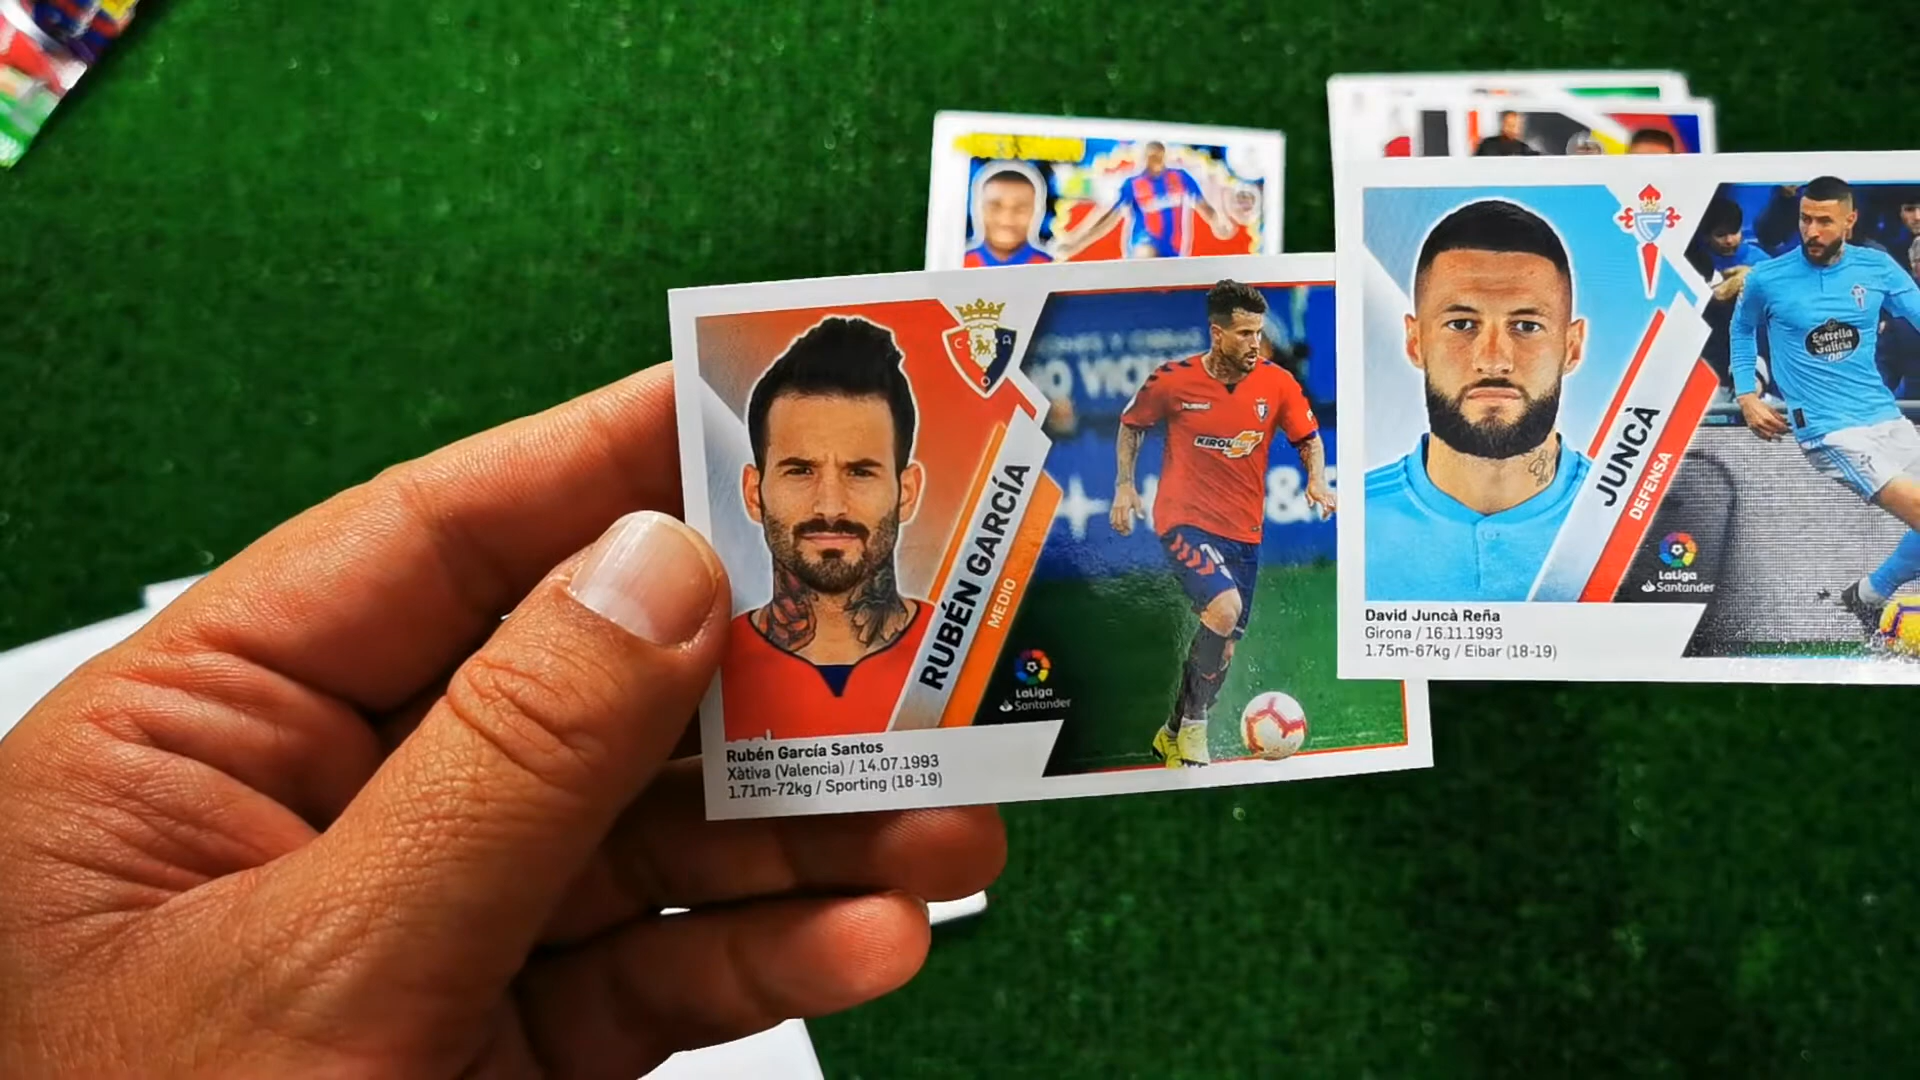 RUBÉN GARCÍA
MEDIO
LaLiga
Santander
hummel
KIROLBET
Rubén García Santos
Xàtiva (Valencia) / 14.07.1993
1.71m-72kg / Sporting (18-19)
JUNCÀ
DEFENSA
LaLiga
Santander
Estrella
Galicia
David Juncà Reña
Girona / 16.11.1993
1.75m-67kg / Eibar (18-19)